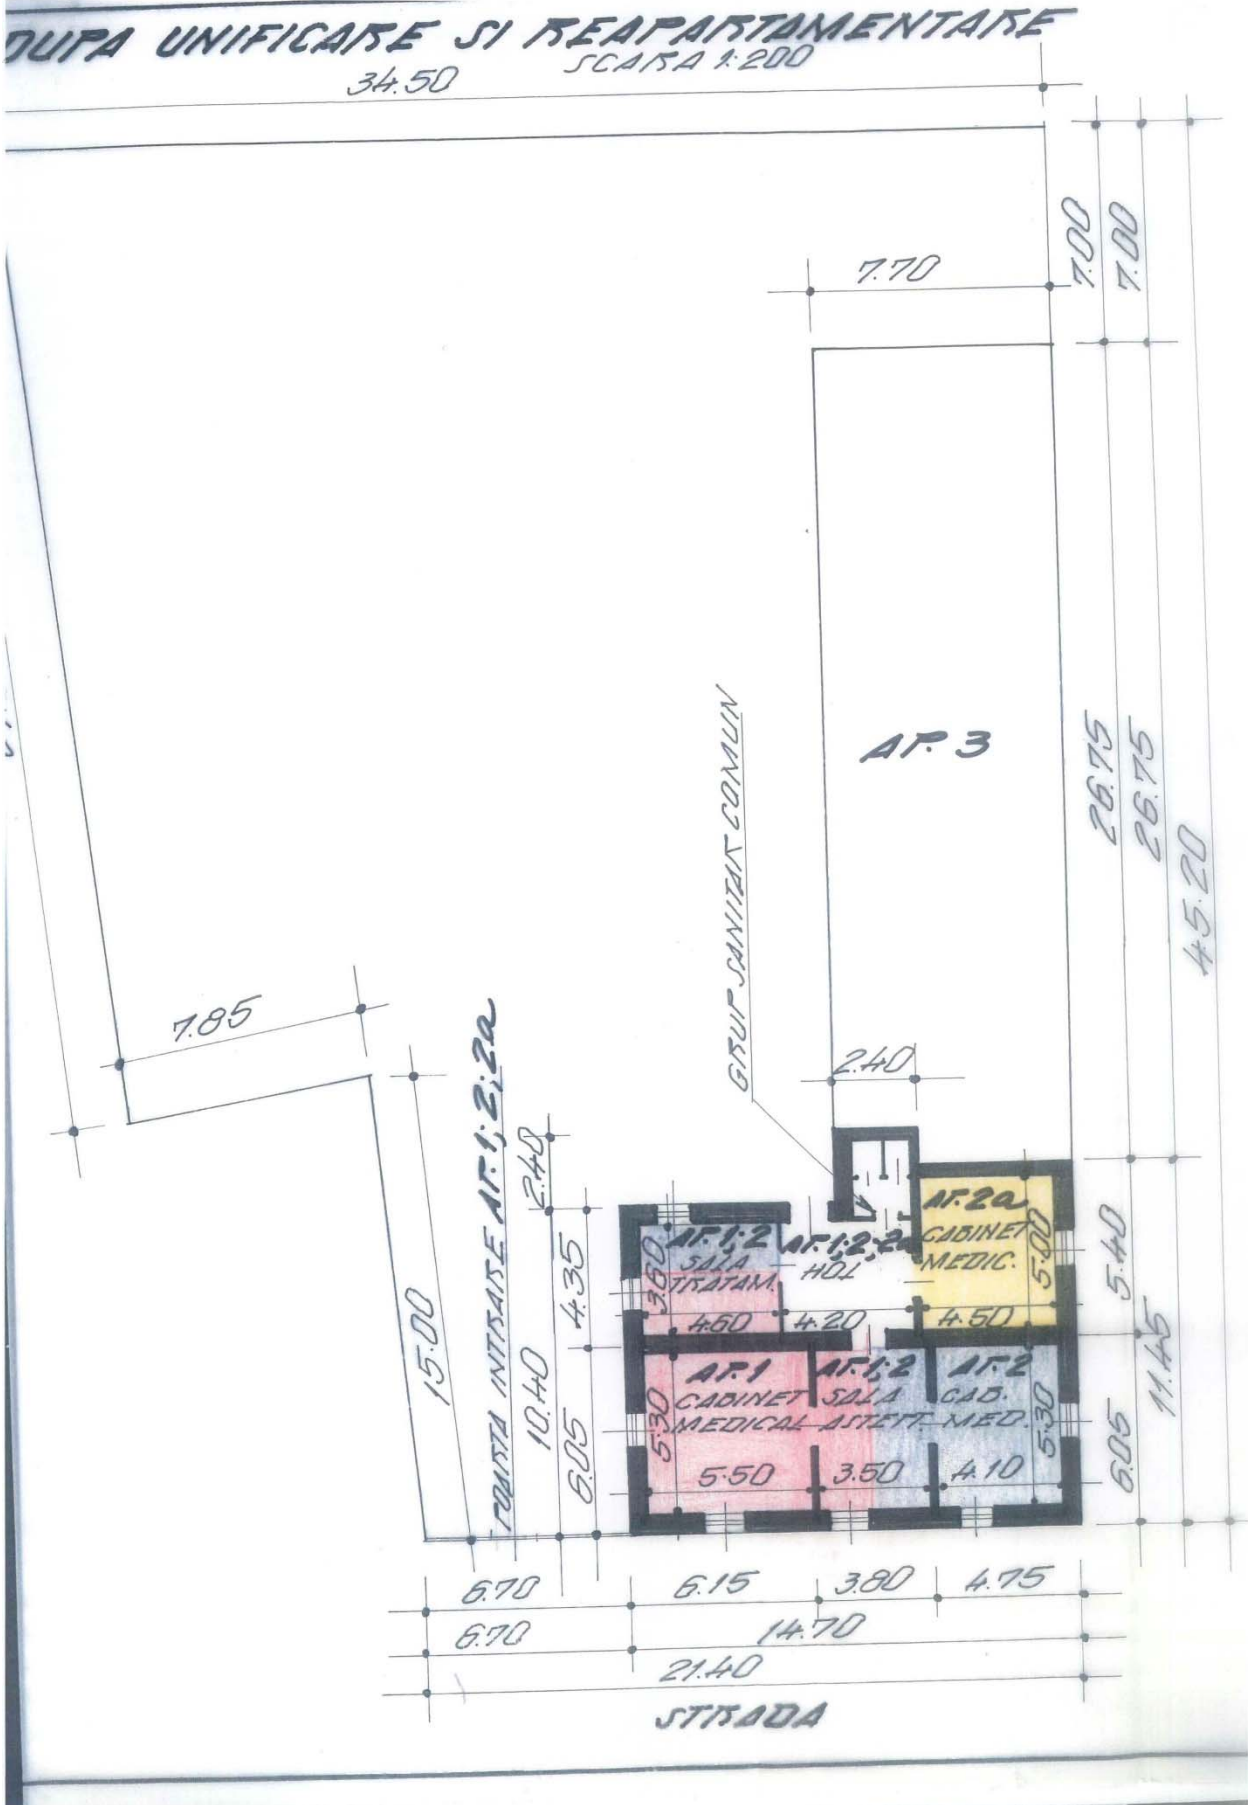 DUPA UNIFICARE SI REAPARTAMENTARE
SCARA 1:200
34.50
7.00
7.00
7.70
AP. 3
26.75
26.75
45.20
GRUP SANITAR COMUN
7.85
2.40
POARTA INTRARE AP. 1; 2; 2a
2.40
4.35
10.40
6.05
15.00
AP. 1;2
SALA
TRATAM.
3.60
4.60
AP. 1;2;2a
HOL
4.20
AP. 2a
CABINET
MEDIC.
5.00
4.50
5.40
11.45
6.05
AP. 1
CABINET
MEDICAL
5.30
5.50
AP. 1;2
SALA
ASTEPT.
3.50
AP. 2
CAB.
MED.
5.30
4.10
6.70
6.15
3.80
4.75
6.70
14.70
21.40
STRADA